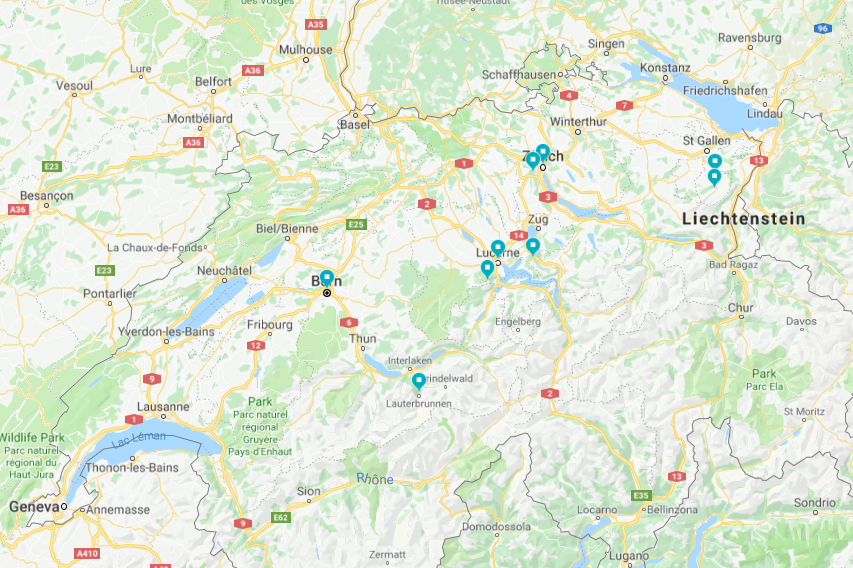 des Vosges
Titisee-Neustadt
A35
96
Mulhouse
Ravensburg
Singen
Lure
A36
Konstanz
Vesoul
Belfort
Schaffhausen
Friedrichshafen
4
7
Montbéliard
Lindau
Basel
Winterthur
A36
St Gallen
E23
1
13
Besançon
3
A36
2
Liechtenstein
E25
Zug
Biel/Bienne
14
3
La Chaux-de-Fonds
Lucerne
Bad Ragaz
E23
Neuchâtel
Pontarlier
Chur
Engelberg
6
Davos
Yverdon-les-Bains
Fribourg
Thun
12
Interlaken
Park
Parc Ela
9
Grindelwald
2
Lauterbrunnen
Lausanne
Park
Parc naturel
régional
Gruyère
Pays-d'Enhaut
St Moritz
1
Wildlife Park
Parc naturel
régional du
Haut-Jura
Lac Léman
Thonon-les-Bains
Rhône
13
Sion
E35
Geneva
Annemasse
E62
Locarno
Bellinzona
Sondrio
9
Domodossola
A410
Zermatt
Lugano